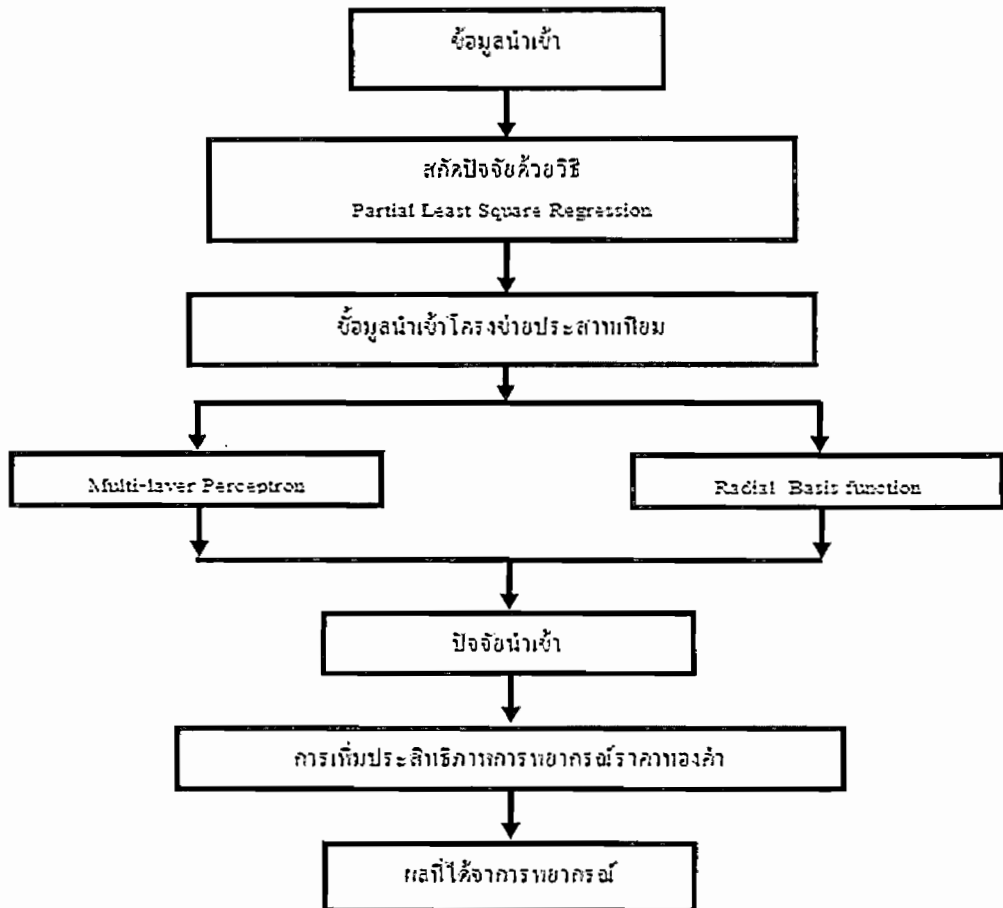 ข้อมูลนำเข้า
สกัดปัจจัยด้วยวิธี
Partial Least Square Regression
ข้อมูลนำเข้าโครงข่ายประสาทเทียม
Multi-layer Perceptron
Radial Basis function
ปัจจัยนำเข้า
การเพิ่มประสิทธิภาพการพยากรณ์ราคาทองคำ
ผลที่ได้จาการพยากรณ์